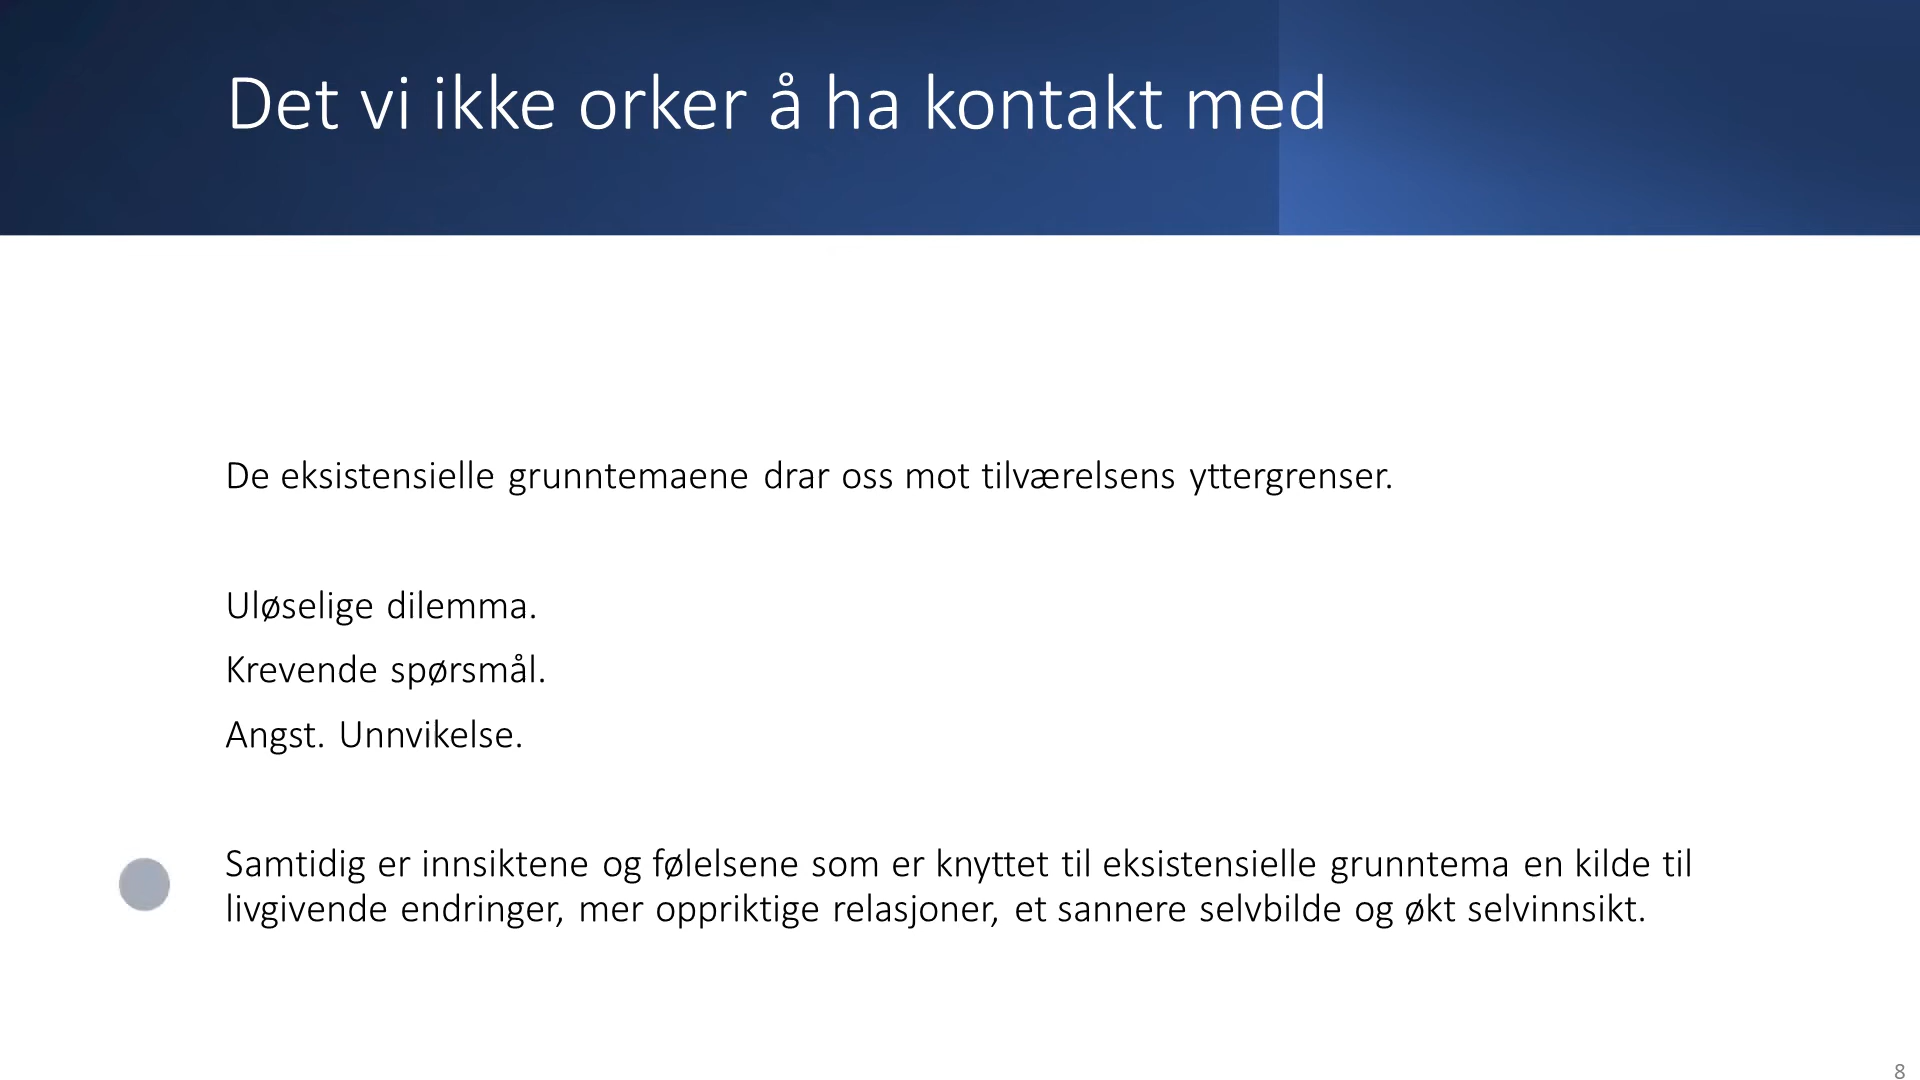 Det vi ikke orker å ha kontakt med
De eksistensielle grunntemaene drar oss mot tilværelsens yttergrenser.
Uløselige dilemma.
Krevende spørsmål.
Angst. Unnvikelse.
Samtidig er innsiktene og følelsene som er knyttet til eksistensielle grunntema en kilde til
livgivende endringer, mer oppriktige relasjoner, et sannere selvbilde og økt selvinnsikt.
8